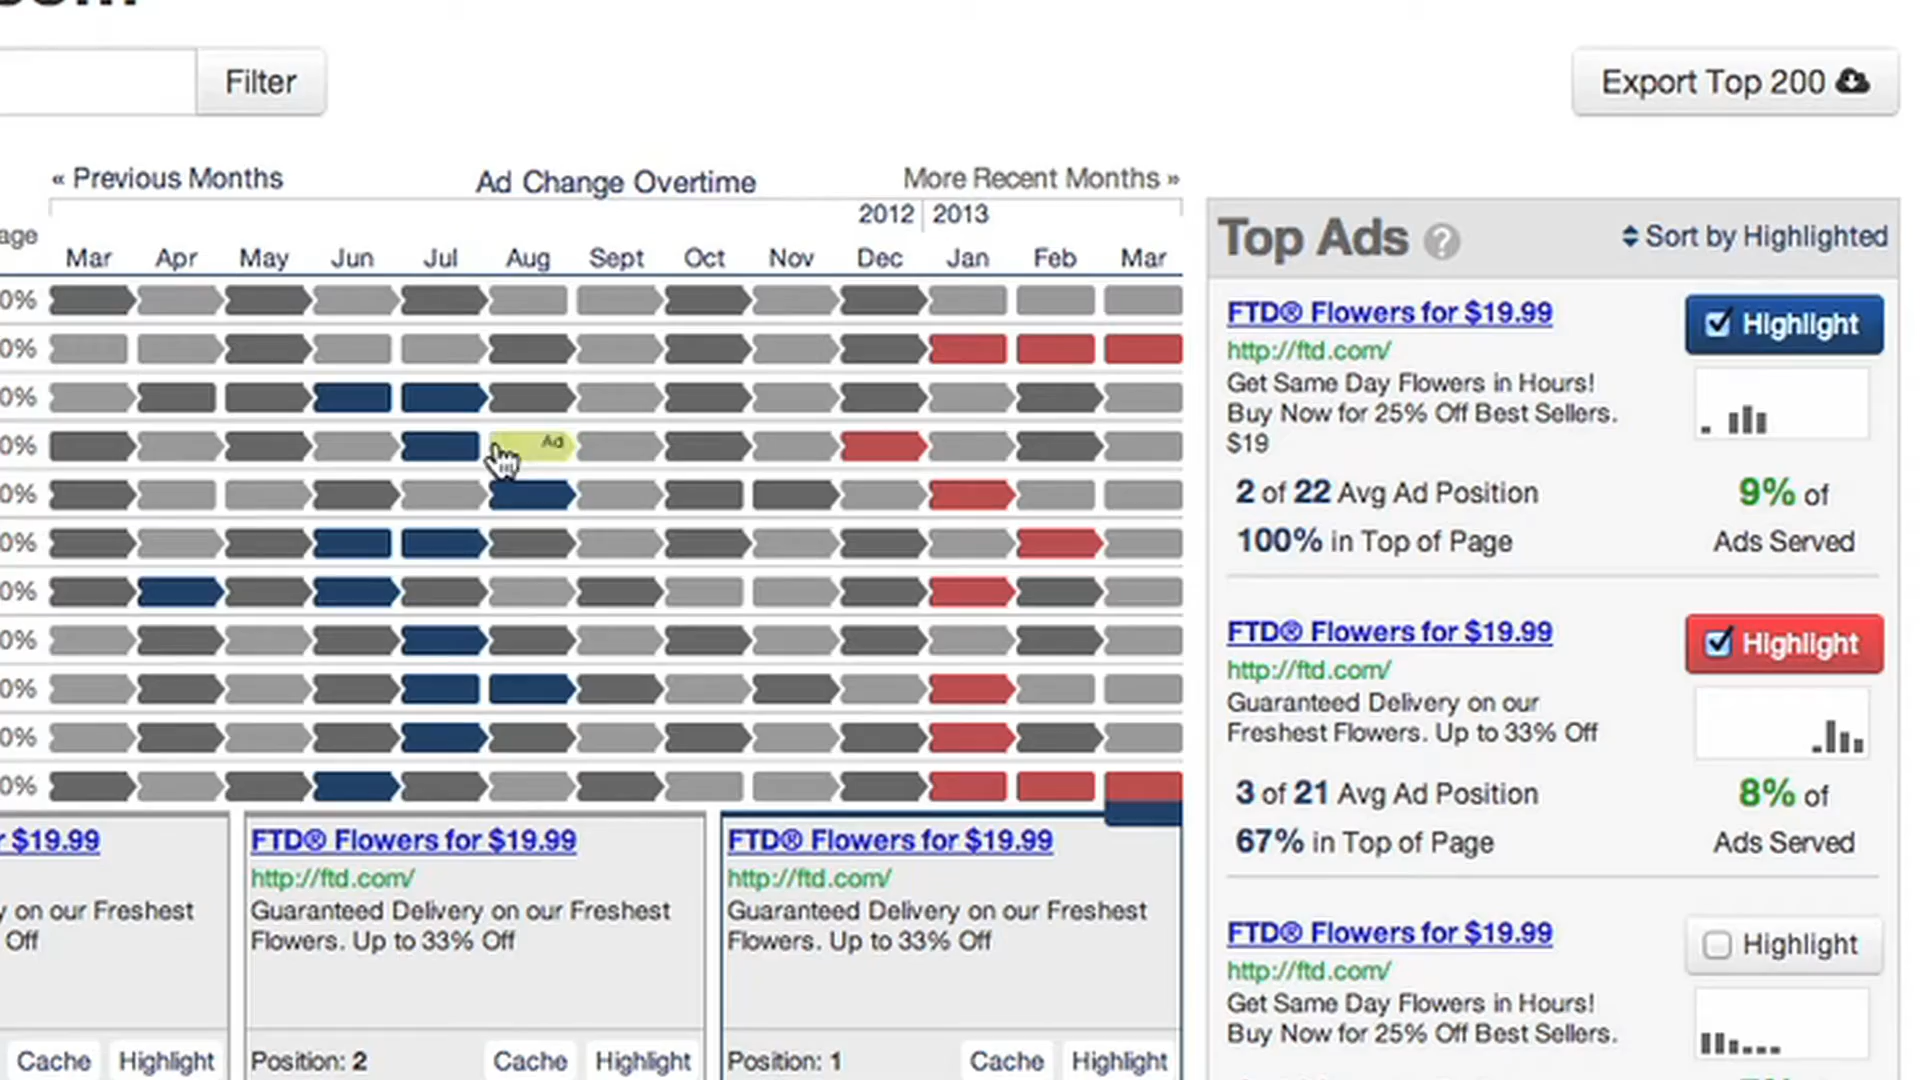 Filter
Export Top 200
« Previous Months
Ad Change Overtime
More Recent Months »
2012
2013
age
Mar Apr May Jun Jul Aug Sept Oct Nov Dec Jan Feb Mar
0%
0%
0%
0%
Ad
0%
0%
0%
0%
0%
0%
0%
Top Ads ?
Sort by Highlighted
FTD® Flowers for $19.99
Highlight
http://ftd.com/
Get Same Day Flowers in Hours!
Buy Now for 25% Off Best Sellers.
$19
2 of 22 Avg Ad Position
9% of
100% in Top of Page
Ads Served
FTD® Flowers for $19.99
Highlight
http://ftd.com/
Guaranteed Delivery on our
Freshest Flowers. Up to 33% Off
3 of 21 Avg Ad Position
8% of
67% in Top of Page
Ads Served
FTD® Flowers for $19.99
Highlight
http://ftd.com/
Get Same Day Flowers in Hours!
Buy Now for 25% Off Best Sellers.
r $19.99
y on our Freshest
Off
Cache Highlight
FTD® Flowers for $19.99
http://ftd.com/
Guaranteed Delivery on our Freshest
Flowers. Up to 33% Off
Position: 2 Cache Highlight
FTD® Flowers for $19.99
http://ftd.com/
Guaranteed Delivery on our Freshest
Flowers. Up to 33% Off
Position: 1 Cache Highlight